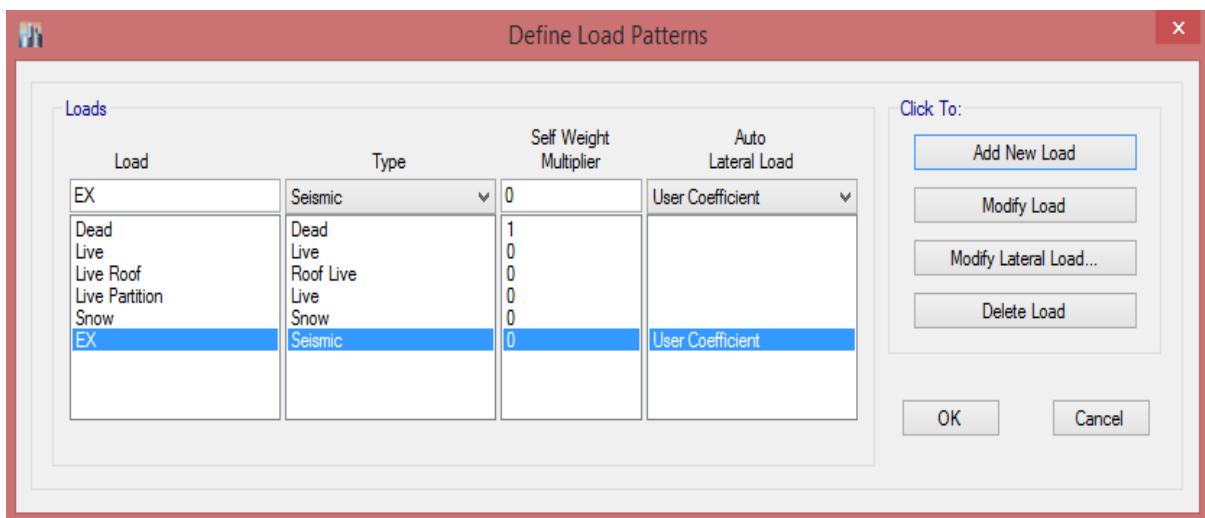 Define Load Patterns
x
Loads
Click To:
Load Type Self Weight Multiplier Auto Lateral Load
EX Seismic 0 User Coefficient
Dead Dead 1
Live Live 0
Live Roof Roof Live 0
Live Partition Live 0
Snow Snow 0
EX Seismic 0 User Coefficient
Add New Load
Modify Load
Modify Lateral Load...
Delete Load
OK Cancel